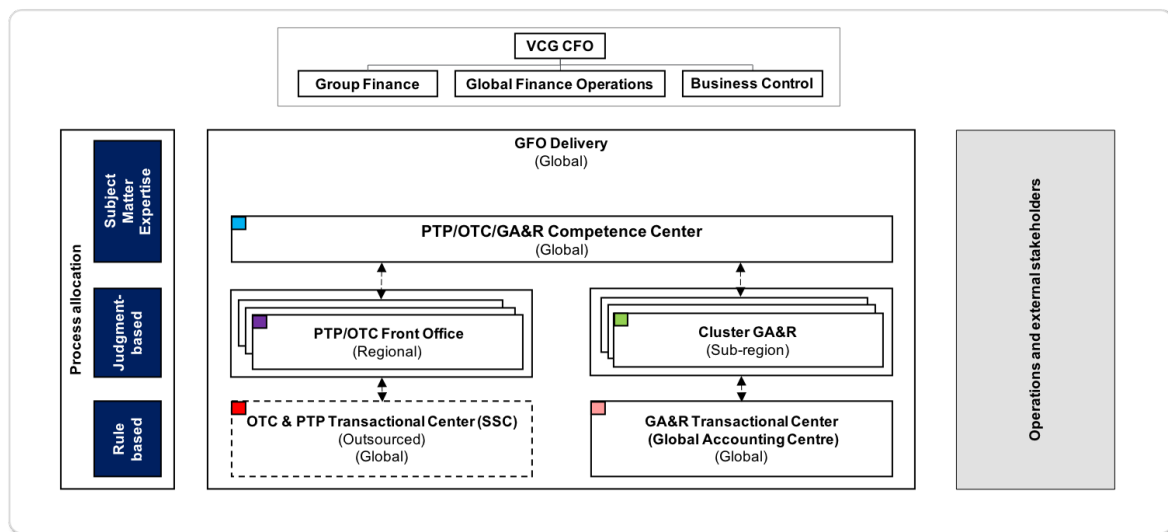 VCG CFO
Group Finance
Global Finance Operations
Business Control
Process allocation
Subject
Matter
Expertise
Judgment-
based
Rule
based
GFO Delivery
(Global)
PTP/OTC/GA&R Competence Center
(Global)
PTP/OTC Front Office
(Regional)
Cluster GA&R
(Sub-region)
OTC & PTP Transactional Center (SSC)
(Outsourced)
(Global)
GA&R Transactional Center
(Global Accounting Centre)
(Global)
Operations and external stakeholders